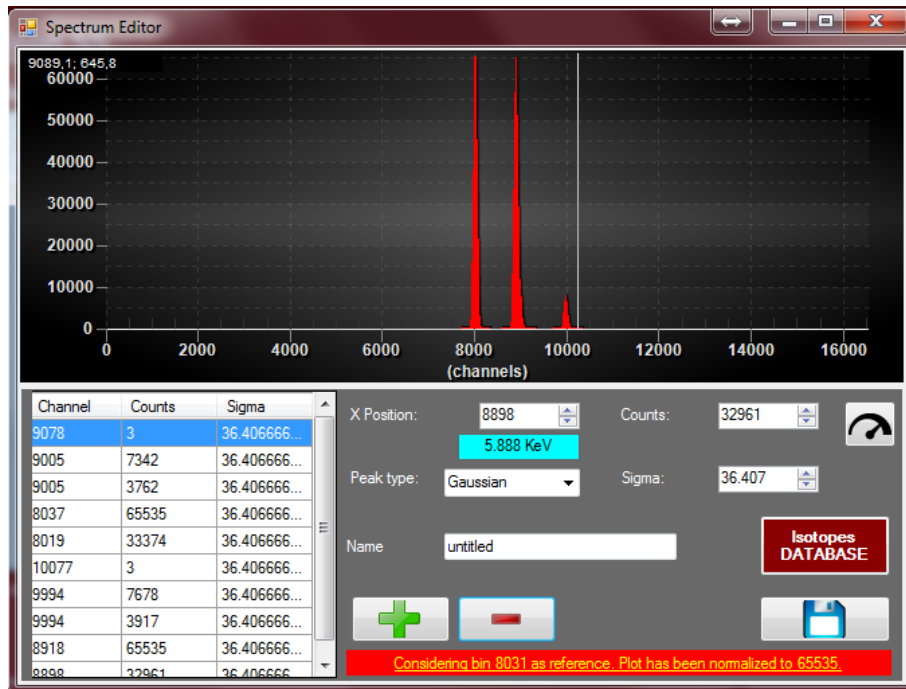 Spectrum Editor
9089,1; 645,8
60000
50000
40000
30000
20000
10000
0
0 2000 4000 6000 8000 10000 12000 14000 16000
(channels)
Channel Counts Sigma
9078 3 36.406666...
9005 7342 36.406666...
9005 3762 36.406666...
8037 65535 36.406666...
8019 33374 36.406666...
10077 3 36.406666...
9994 7678 36.406666...
9994 3917 36.406666...
8918 65535 36.406666...
8898 32961 36.406666
X Position: 8898 Counts: 32961
5.888 KeV
Peak type: Gaussian Sigma: 36.407
Name untitled
Isotopes
DATABASE
Considering bin 8031 as reference. Plot has been normalized to 65535.